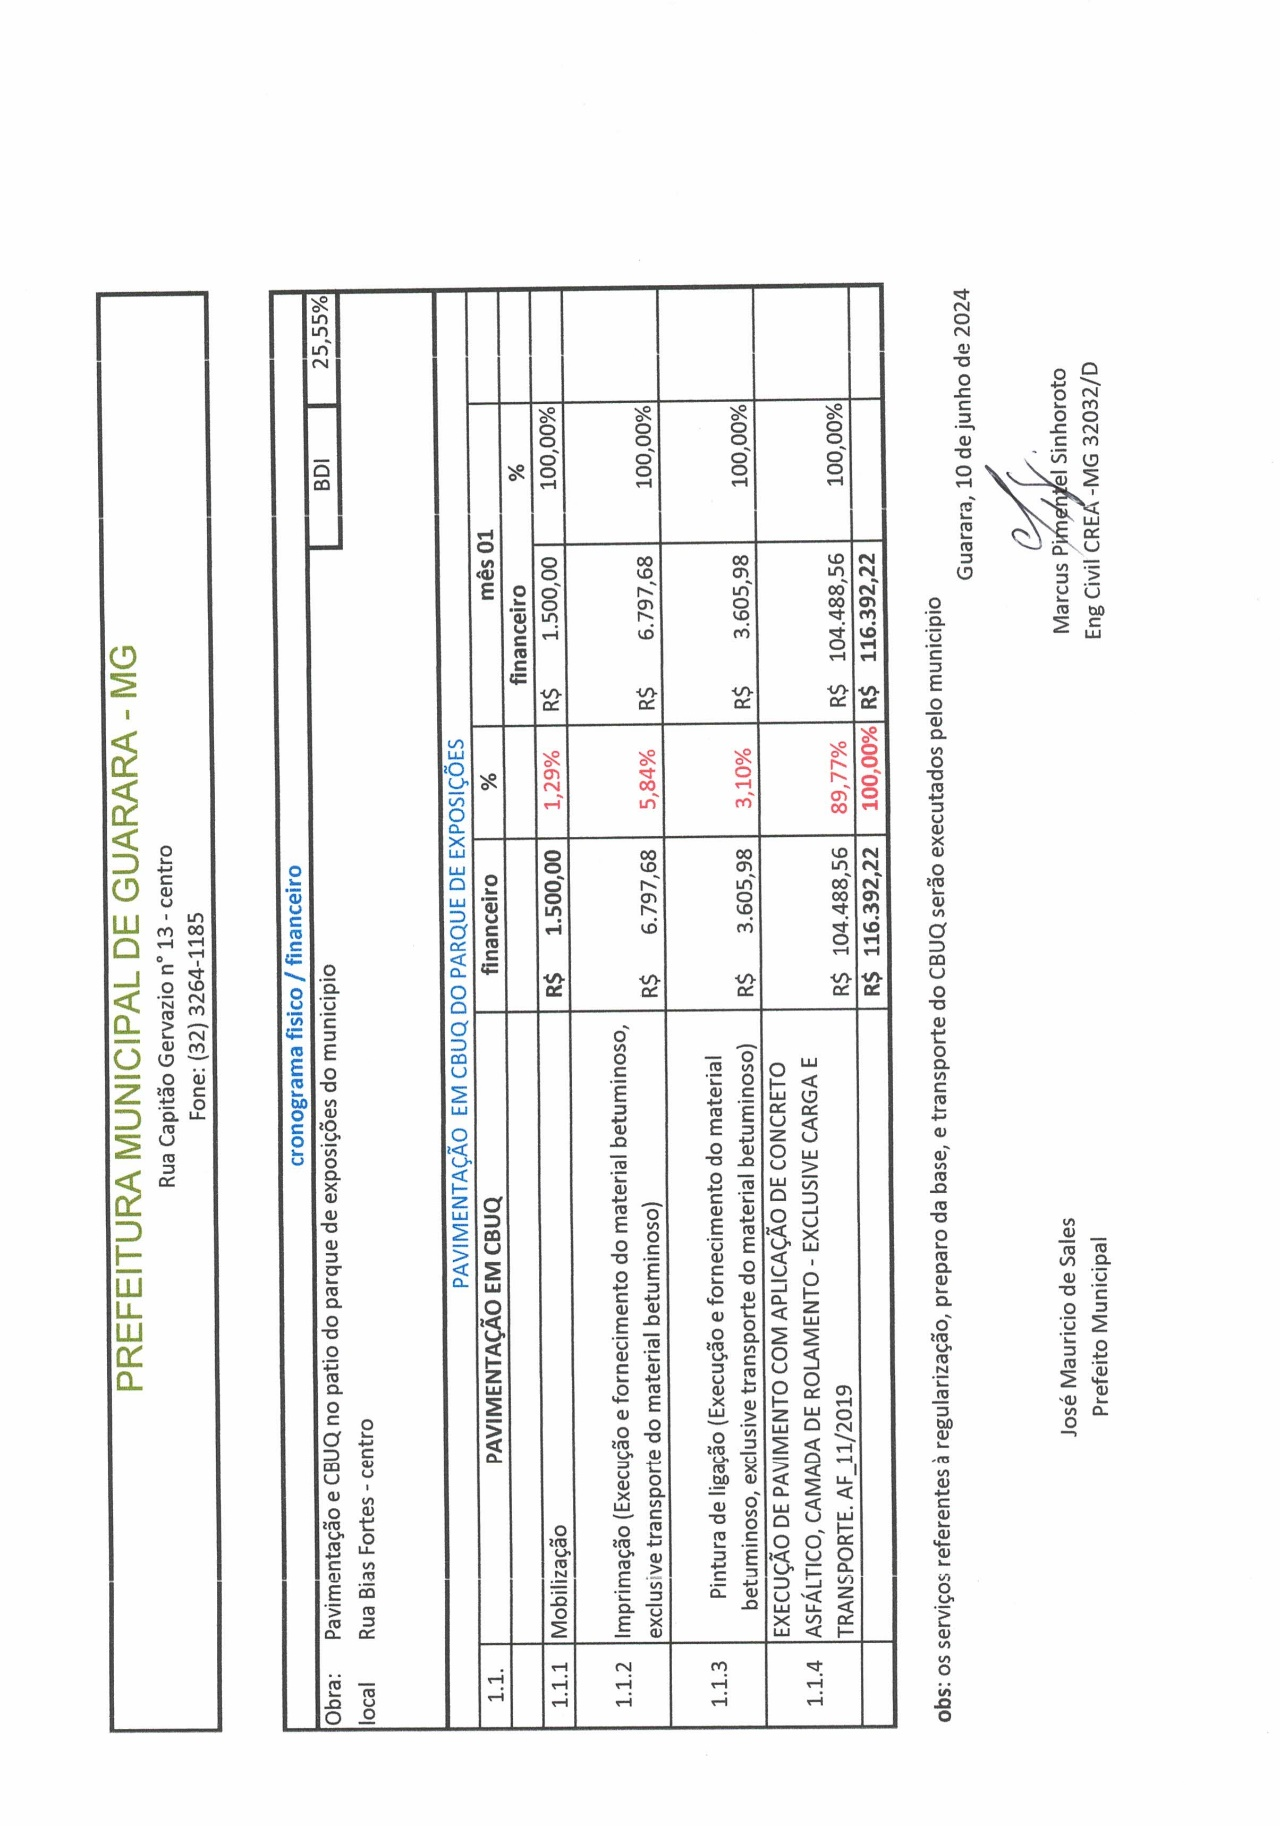 PREFEITURA MUNICIPAL DE GUARARA - MG
Rua Capitão Gervazio n° 13 - centro
Fone: (32) 3264-1185
cronograma fisico / financeiro
BDI 25,55%
Obra: Pavimentação e CBUQ no patio do parque de exposições do municipio
local Rua Bias Fortes - centro
PAVIMENTAÇÃO EM CBUQ DO PARQUE DE EXPOSIÇÕES
1.1. PAVIMENTAÇÃO EM CBUQ financeiro % mês 01
financeiro %
1.1.1 Mobilização R$ 1.500,00 1,29% R$ 1.500,00 100,00%
Imprimação (Execução e fornecimento do material betuminoso,
1.1.2 exclusive transporte do material betuminoso) R$ 6.797,68 5,84% R$ 6.797,68 100,00%
Pintura de ligação (Execução e fornecimento do material
1.1.3 betuminoso, exclusive transporte do material betuminoso) R$ 3.605,98 3,10% R$ 3.605,98 100,00%
EXECUÇÃO DE PAVIMENTO COM APLICAÇÃO DE CONCRETO
1.1.4 ASFÁLTICO, CAMADA DE ROLAMENTO - EXCLUSIVE CARGA E
TRANSPORTE. AF_11/2019 R$ 104.488,56 89,77% R$ 104.488,56 100,00%
R$ 116.392,22 100,00% R$ 116.392,22
obs: os serviços referentes à regularização, preparo da base, e transporte do CBUQ serão executados pelo municipio
Guarara, 10 de junho de 2024
José Mauricio de Sales
Prefeito Municipal
Marcus Pimentel Sinhoroto
Eng Civil CREA -MG 32032/D